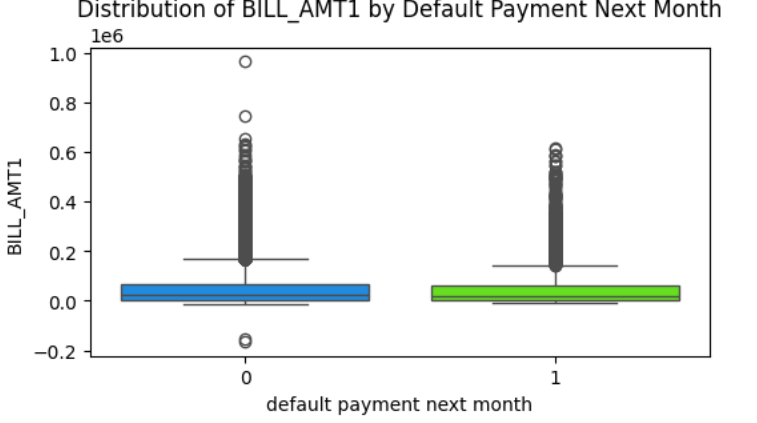 Distribution of BILL_AMT1 by Default Payment Next Month
1e6
1.0
0.8
0.6
0.4
0.2
0.0
−0.2
BILL_AMT1
0 1
default payment next month